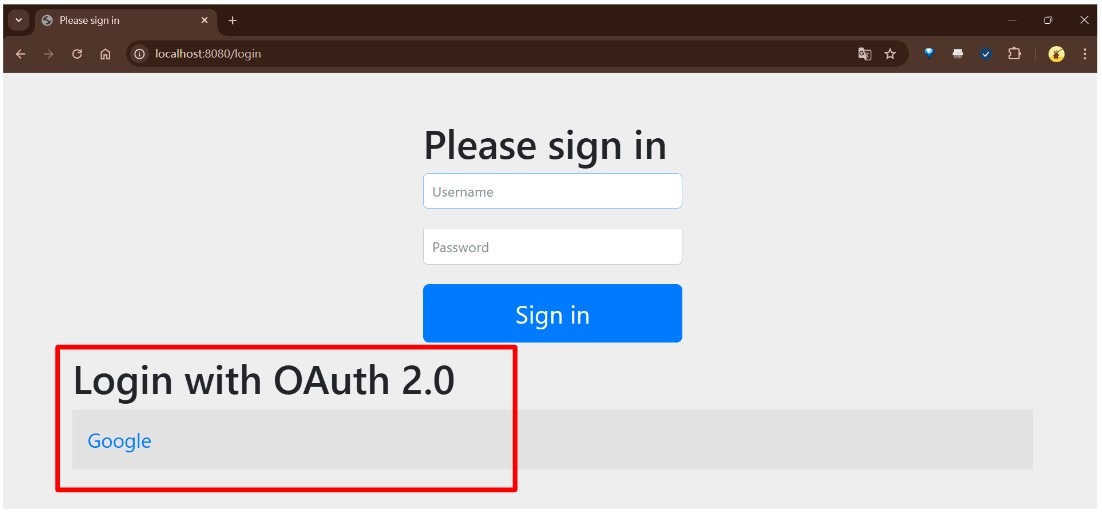 Please sign in
localhost:8080/login
Please sign in
Username
Password
Sign in
Login with OAuth 2.0
Google